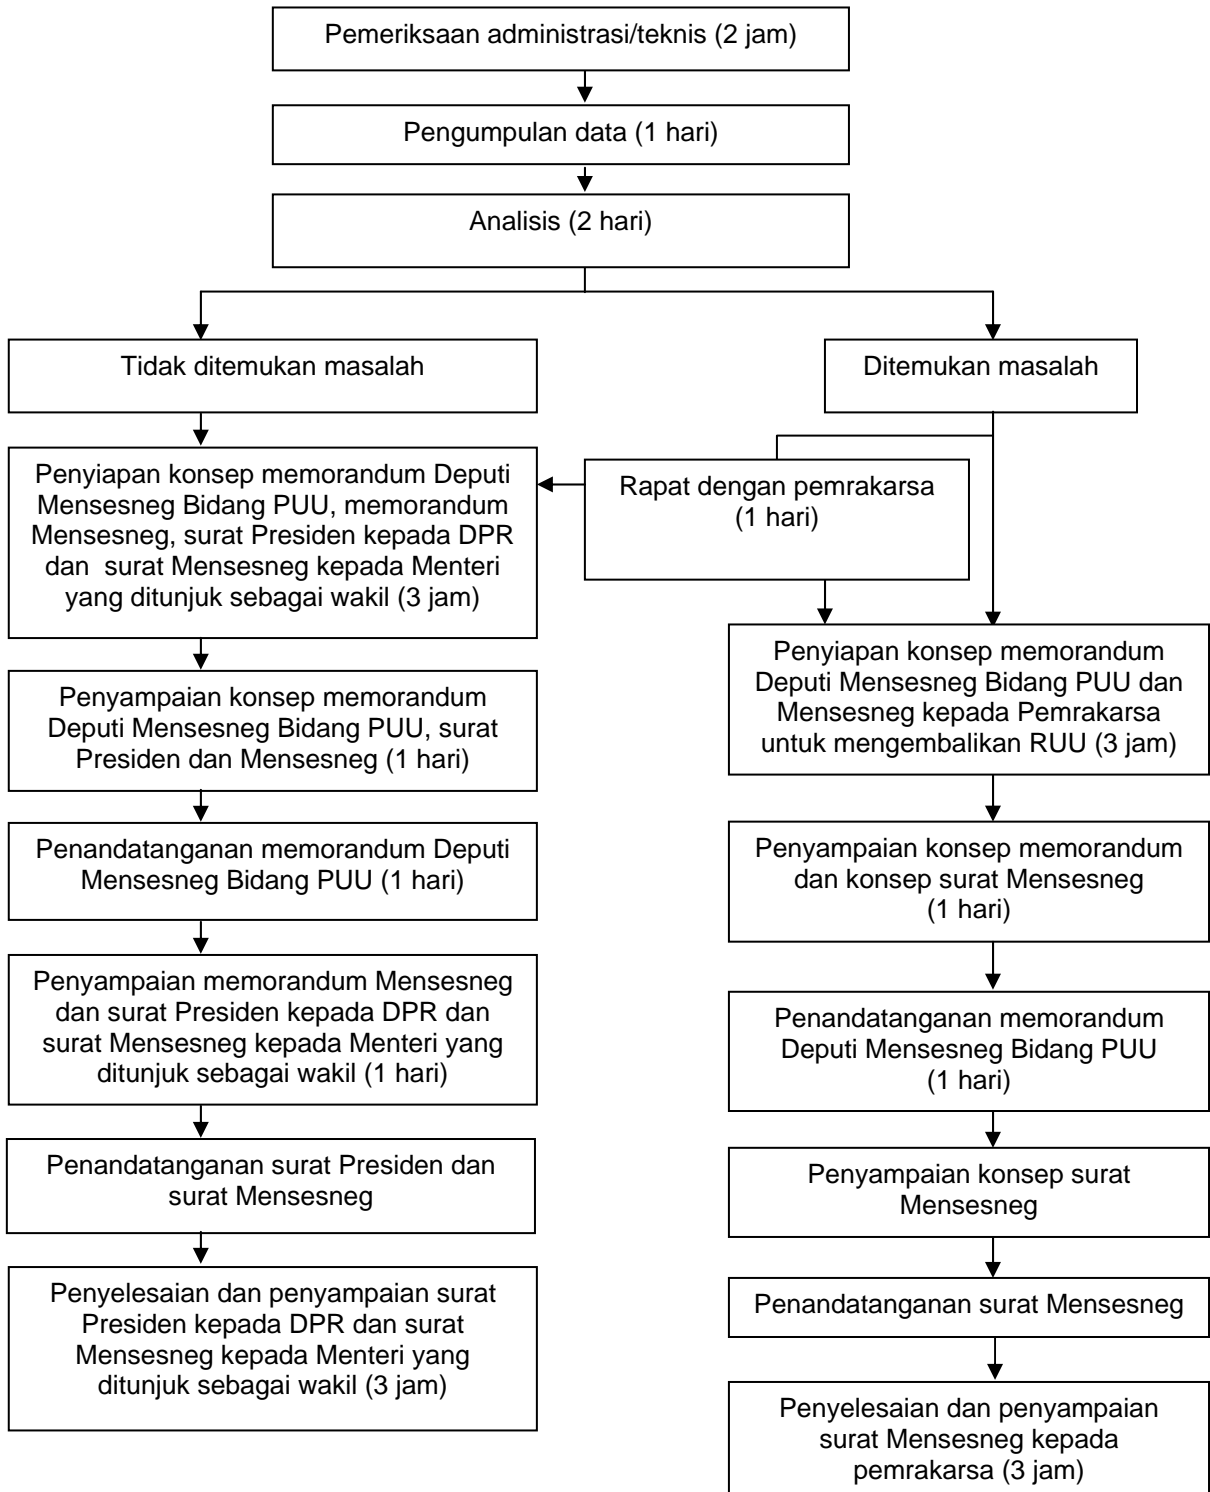 Pemeriksaan administrasi/teknis (2 jam)
Pengumpulan data (1 hari)
Analisis (2 hari)
Tidak ditemukan masalah
Ditemukan masalah
Penyiapan konsep memorandum Deputi
Mensesneg Bidang PUU, memorandum
Mensesneg, surat Presiden kepada DPR
dan surat Mensesneg kepada Menteri
yang ditunjuk sebagai wakil (3 jam)
Rapat dengan pemrakarsa
(1 hari)
Penyiapan konsep memorandum
Deputi Mensesneg Bidang PUU dan
Mensesneg kepada Pemrakarsa
untuk mengembalikan RUU (3 jam)
Penyampaian konsep memorandum
Deputi Mensesneg Bidang PUU, surat
Presiden dan Mensesneg (1 hari)
Penandatanganan memorandum Deputi
Mensesneg Bidang PUU (1 hari)
Penyampaian konsep memorandum
dan konsep surat Mensesneg
(1 hari)
Penyampaian memorandum Mensesneg
dan surat Presiden kepada DPR dan
surat Mensesneg kepada Menteri yang
ditunjuk sebagai wakil (1 hari)
Penandatanganan memorandum
Deputi Mensesneg Bidang PUU
(1 hari)
Penandatanganan surat Presiden dan
surat Mensesneg
Penyampaian konsep surat
Mensesneg
Penyelesaian dan penyampaian surat
Presiden kepada DPR dan surat
Mensesneg kepada Menteri yang
ditunjuk sebagai wakil (3 jam)
Penandatanganan surat Mensesneg
Penyelesaian dan penyampaian
surat Mensesneg kepada
pemrakarsa (3 jam)